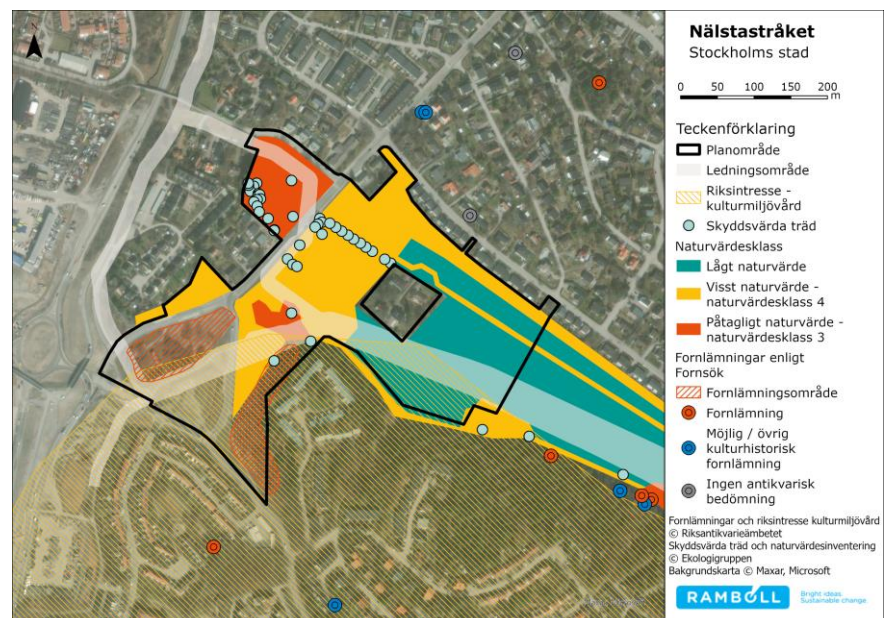 N
Nälstastråket
Stockholms stad
0 50 100 150 200
m
Teckenförklaring
Planområde
Ledningsområde
Riksintresse -
kulturmiljövård
Skyddsvärda träd
Naturvärdesklass
Lågt naturvärde
Visst naturvärde -
naturvärdesklass 4
Påtagligt naturvärde -
naturvärdesklass 3
Fornlämningar enligt
Fornsök
Fornlämningsområde
Fornlämning
Möjlig / övrig
kulturhistorisk
fornlämning
Ingen antikvarisk
bedömning
Fornlämningar och riksintresse kulturmiljövård
© Riksantikvarieämbetet
Skyddsvärda träd och naturvärdesinventering
© Ekologigruppen
Bakgrundskarta © Maxar, Microsoft
RAMBOLL
Bright ideas.
Sustainable change.